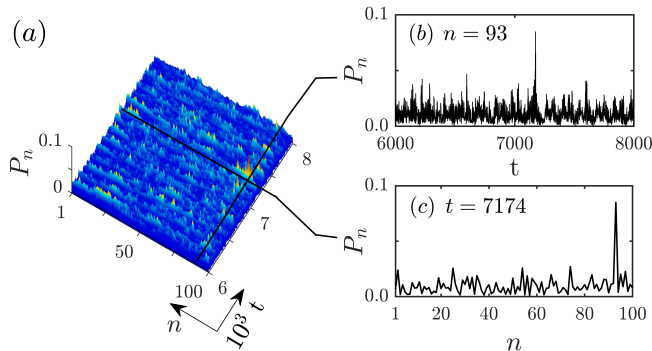 (a)
P_n
0.1
0
1
50
100
6
7
8
n
10^3 t
(b) n = 93
P_n
0.1
0.0
6000 7000 8000
t
(c) t = 7174
P_n
0.1
0.0
1 20 40 60 80 100
n